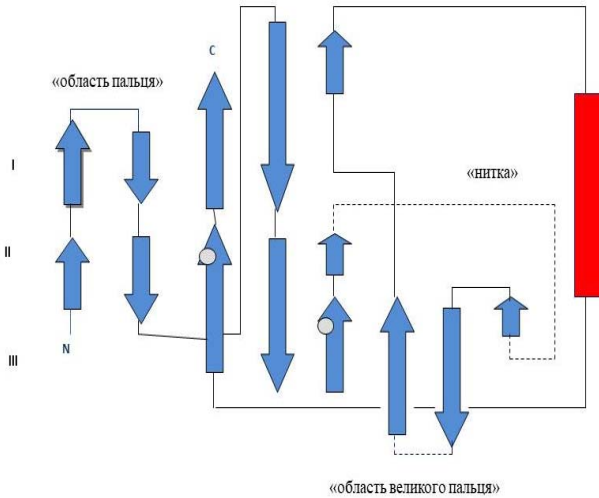 C
«область пальця»
I
«нитка»
II
N
III
«область великого пальця»